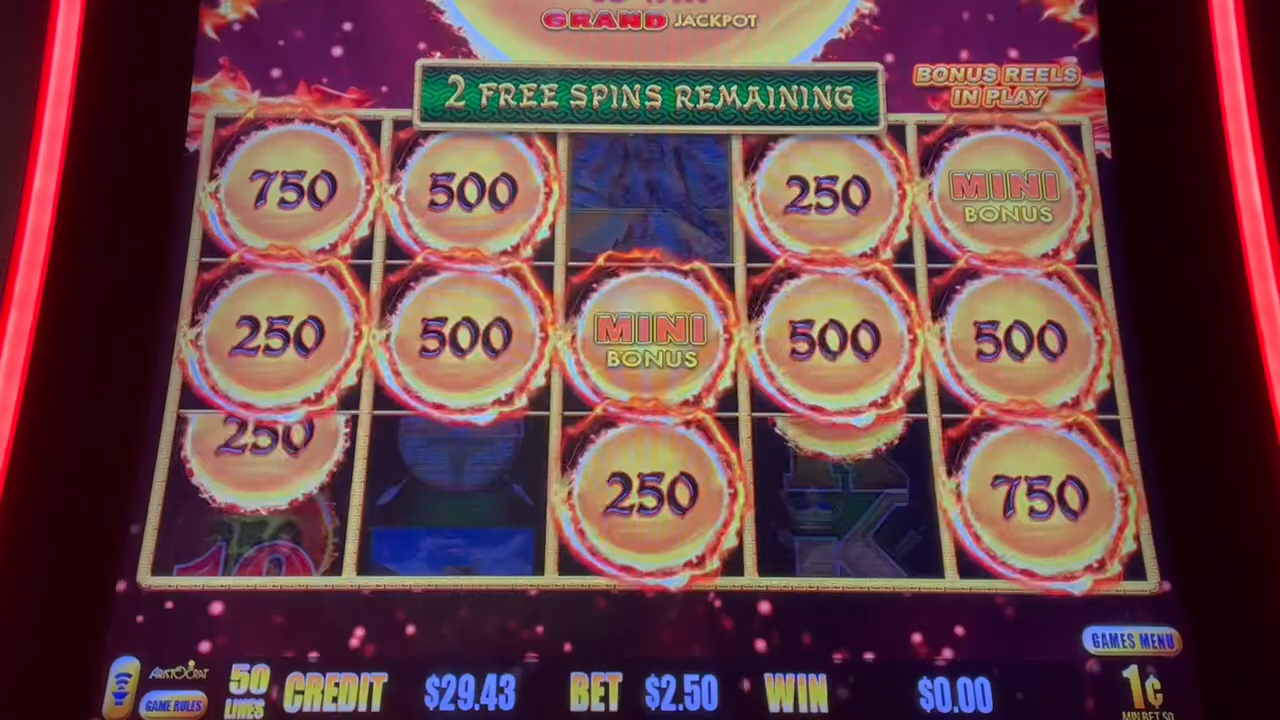 GRAND JACKPOT
2 FREE SPINS REMAINING
BONUS REELS
IN PLAY
750
500
250
MINI
BONUS
250
500
MINI
BONUS
500
500
250
250
750
10
K
GAMES MENU
ARISTOCRAT
GAME RULES
50
LINES
CREDIT
$29.43
BET
$2.50
WIN
$0.00
1¢